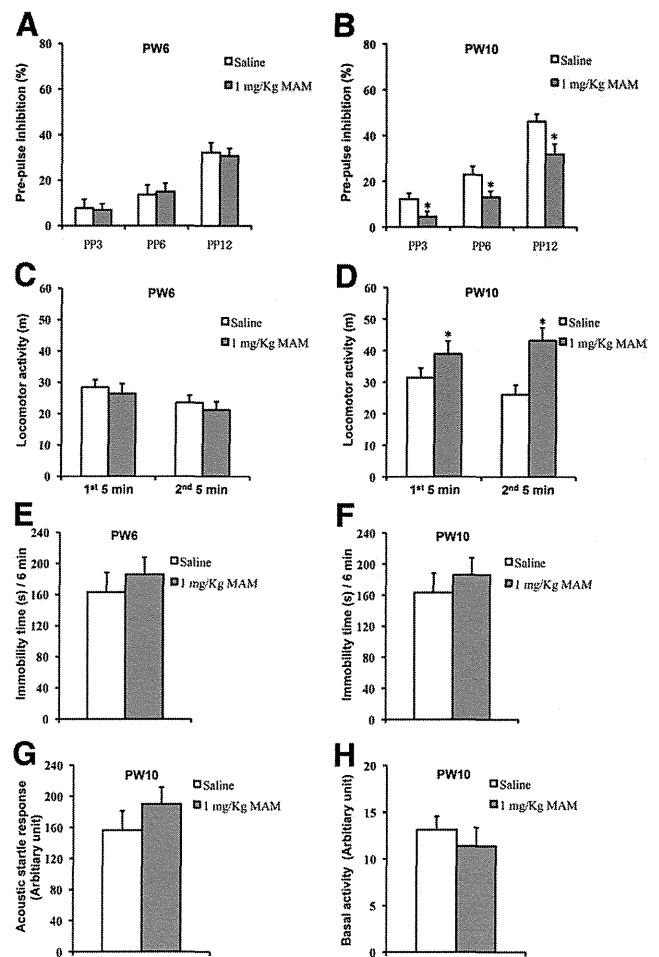 A
PW6
Pre-pulse inhibition (%)
80
60
40
20
0
PP3
PP6
PP12
Saline
1 mg/Kg MAM
B
PW10
Pre-pulse inhibition (%)
80
60
40
20
0
*
*
*
PP3
PP6
PP12
Saline
1 mg/Kg MAM
C
PW6
Locomotor activity (m)
60
50
40
30
20
10
0
1st 5 min
2nd 5 min
Saline
1 mg/Kg MAM
D
PW10
Locomotor activity (m)
60
50
40
30
20
10
0
*
*
1st 5 min
2nd 5 min
Saline
1 mg/Kg MAM
E
PW6
Immobility time (s) / 6 min
240
200
160
120
80
40
0
Saline
1 mg/Kg MAM
F
PW10
Immobility time (s) / 6 min
240
200
160
120
80
40
0
Saline
1 mg/Kg MAM
G
PW10
Acoustic startle response
(Arbitiary unit)
240
200
160
120
80
40
0
Saline
1 mg/Kg MAM
H
PW10
Basal activity (Arbitiary unit)
20
15
10
5
0
Saline
1 mg/Kg MAM